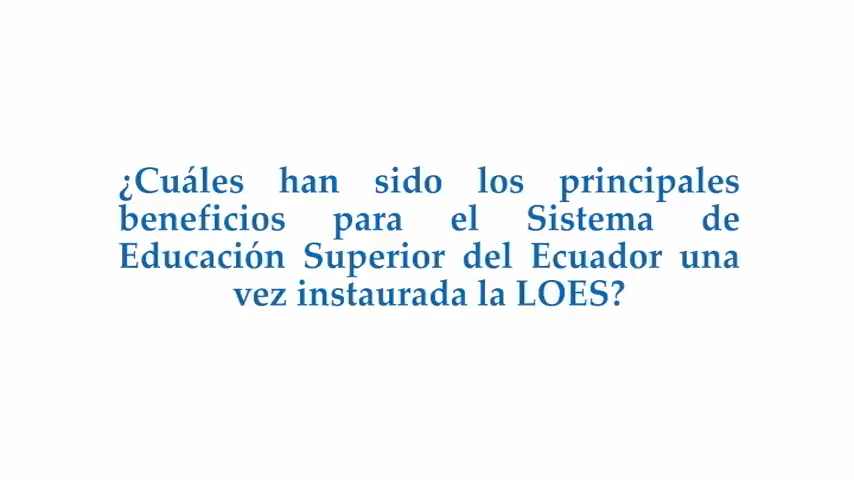 ¿Cuáles han sido los principales
beneficios para el Sistema de
Educación Superior del Ecuador una
vez instaurada la LOES?